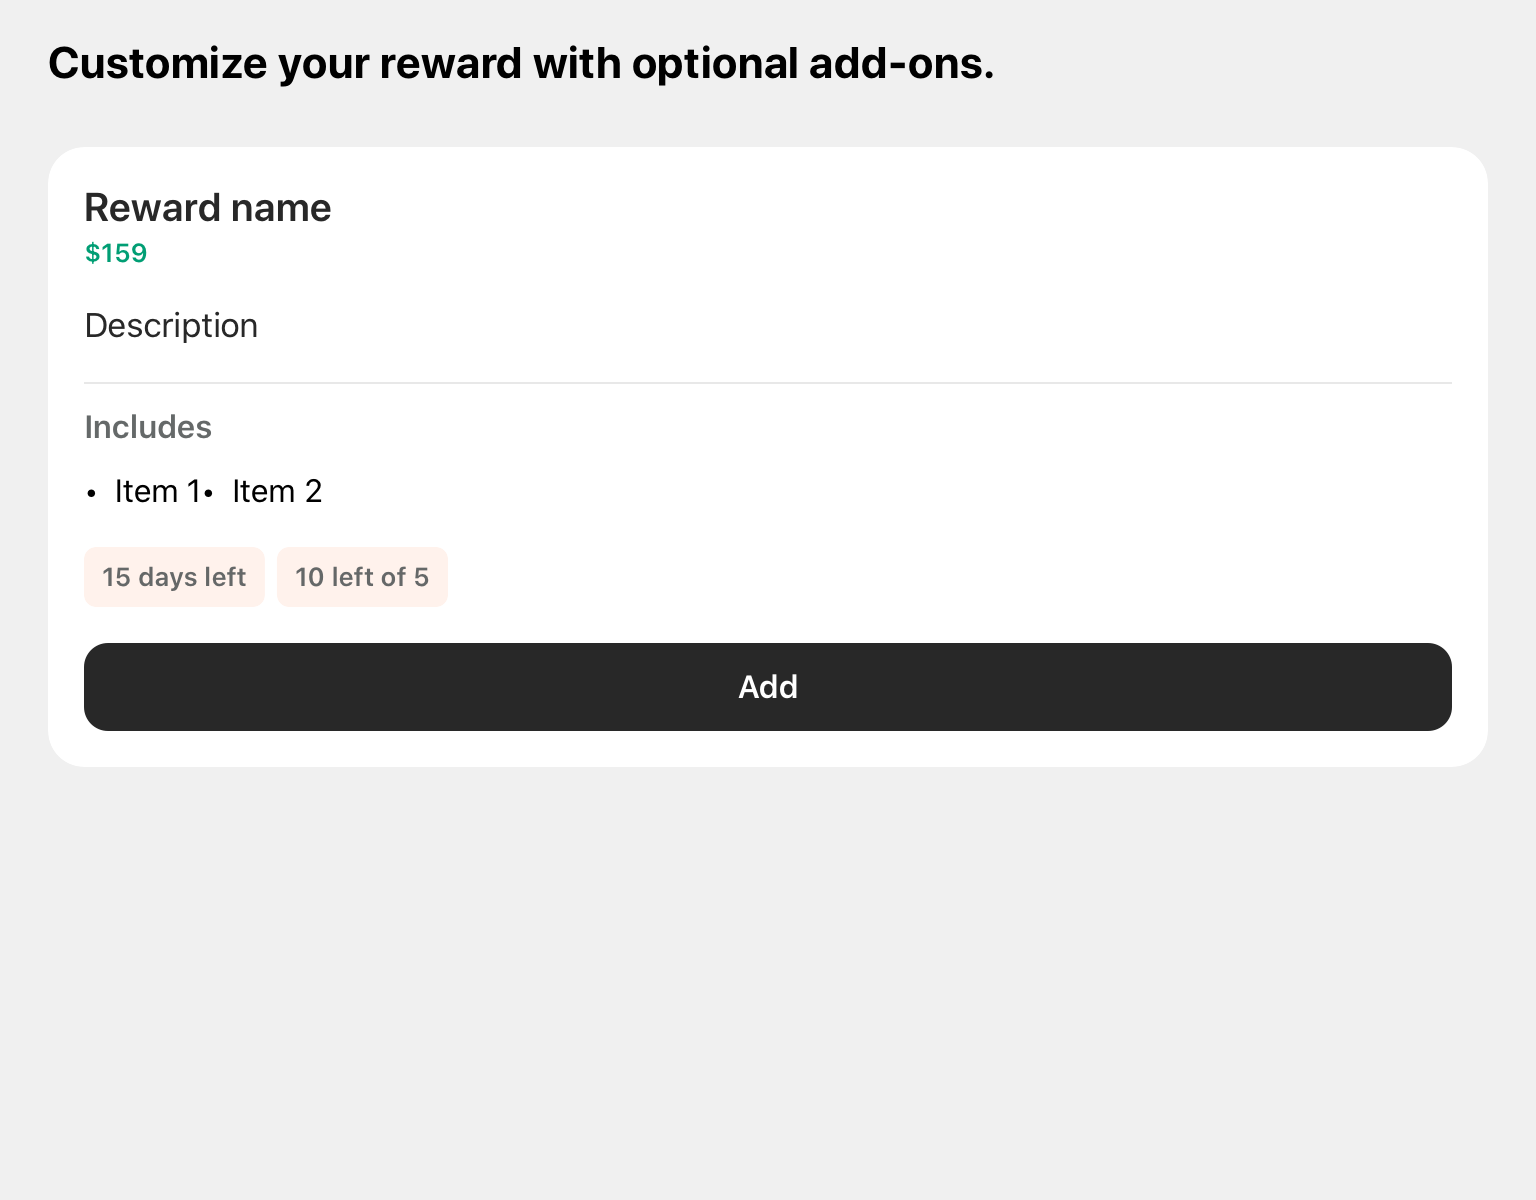 Customize your reward with optional add-ons.
Reward name
$159
Description
Includes
• Item 1• Item 2
15 days left 10 left of 5
Add